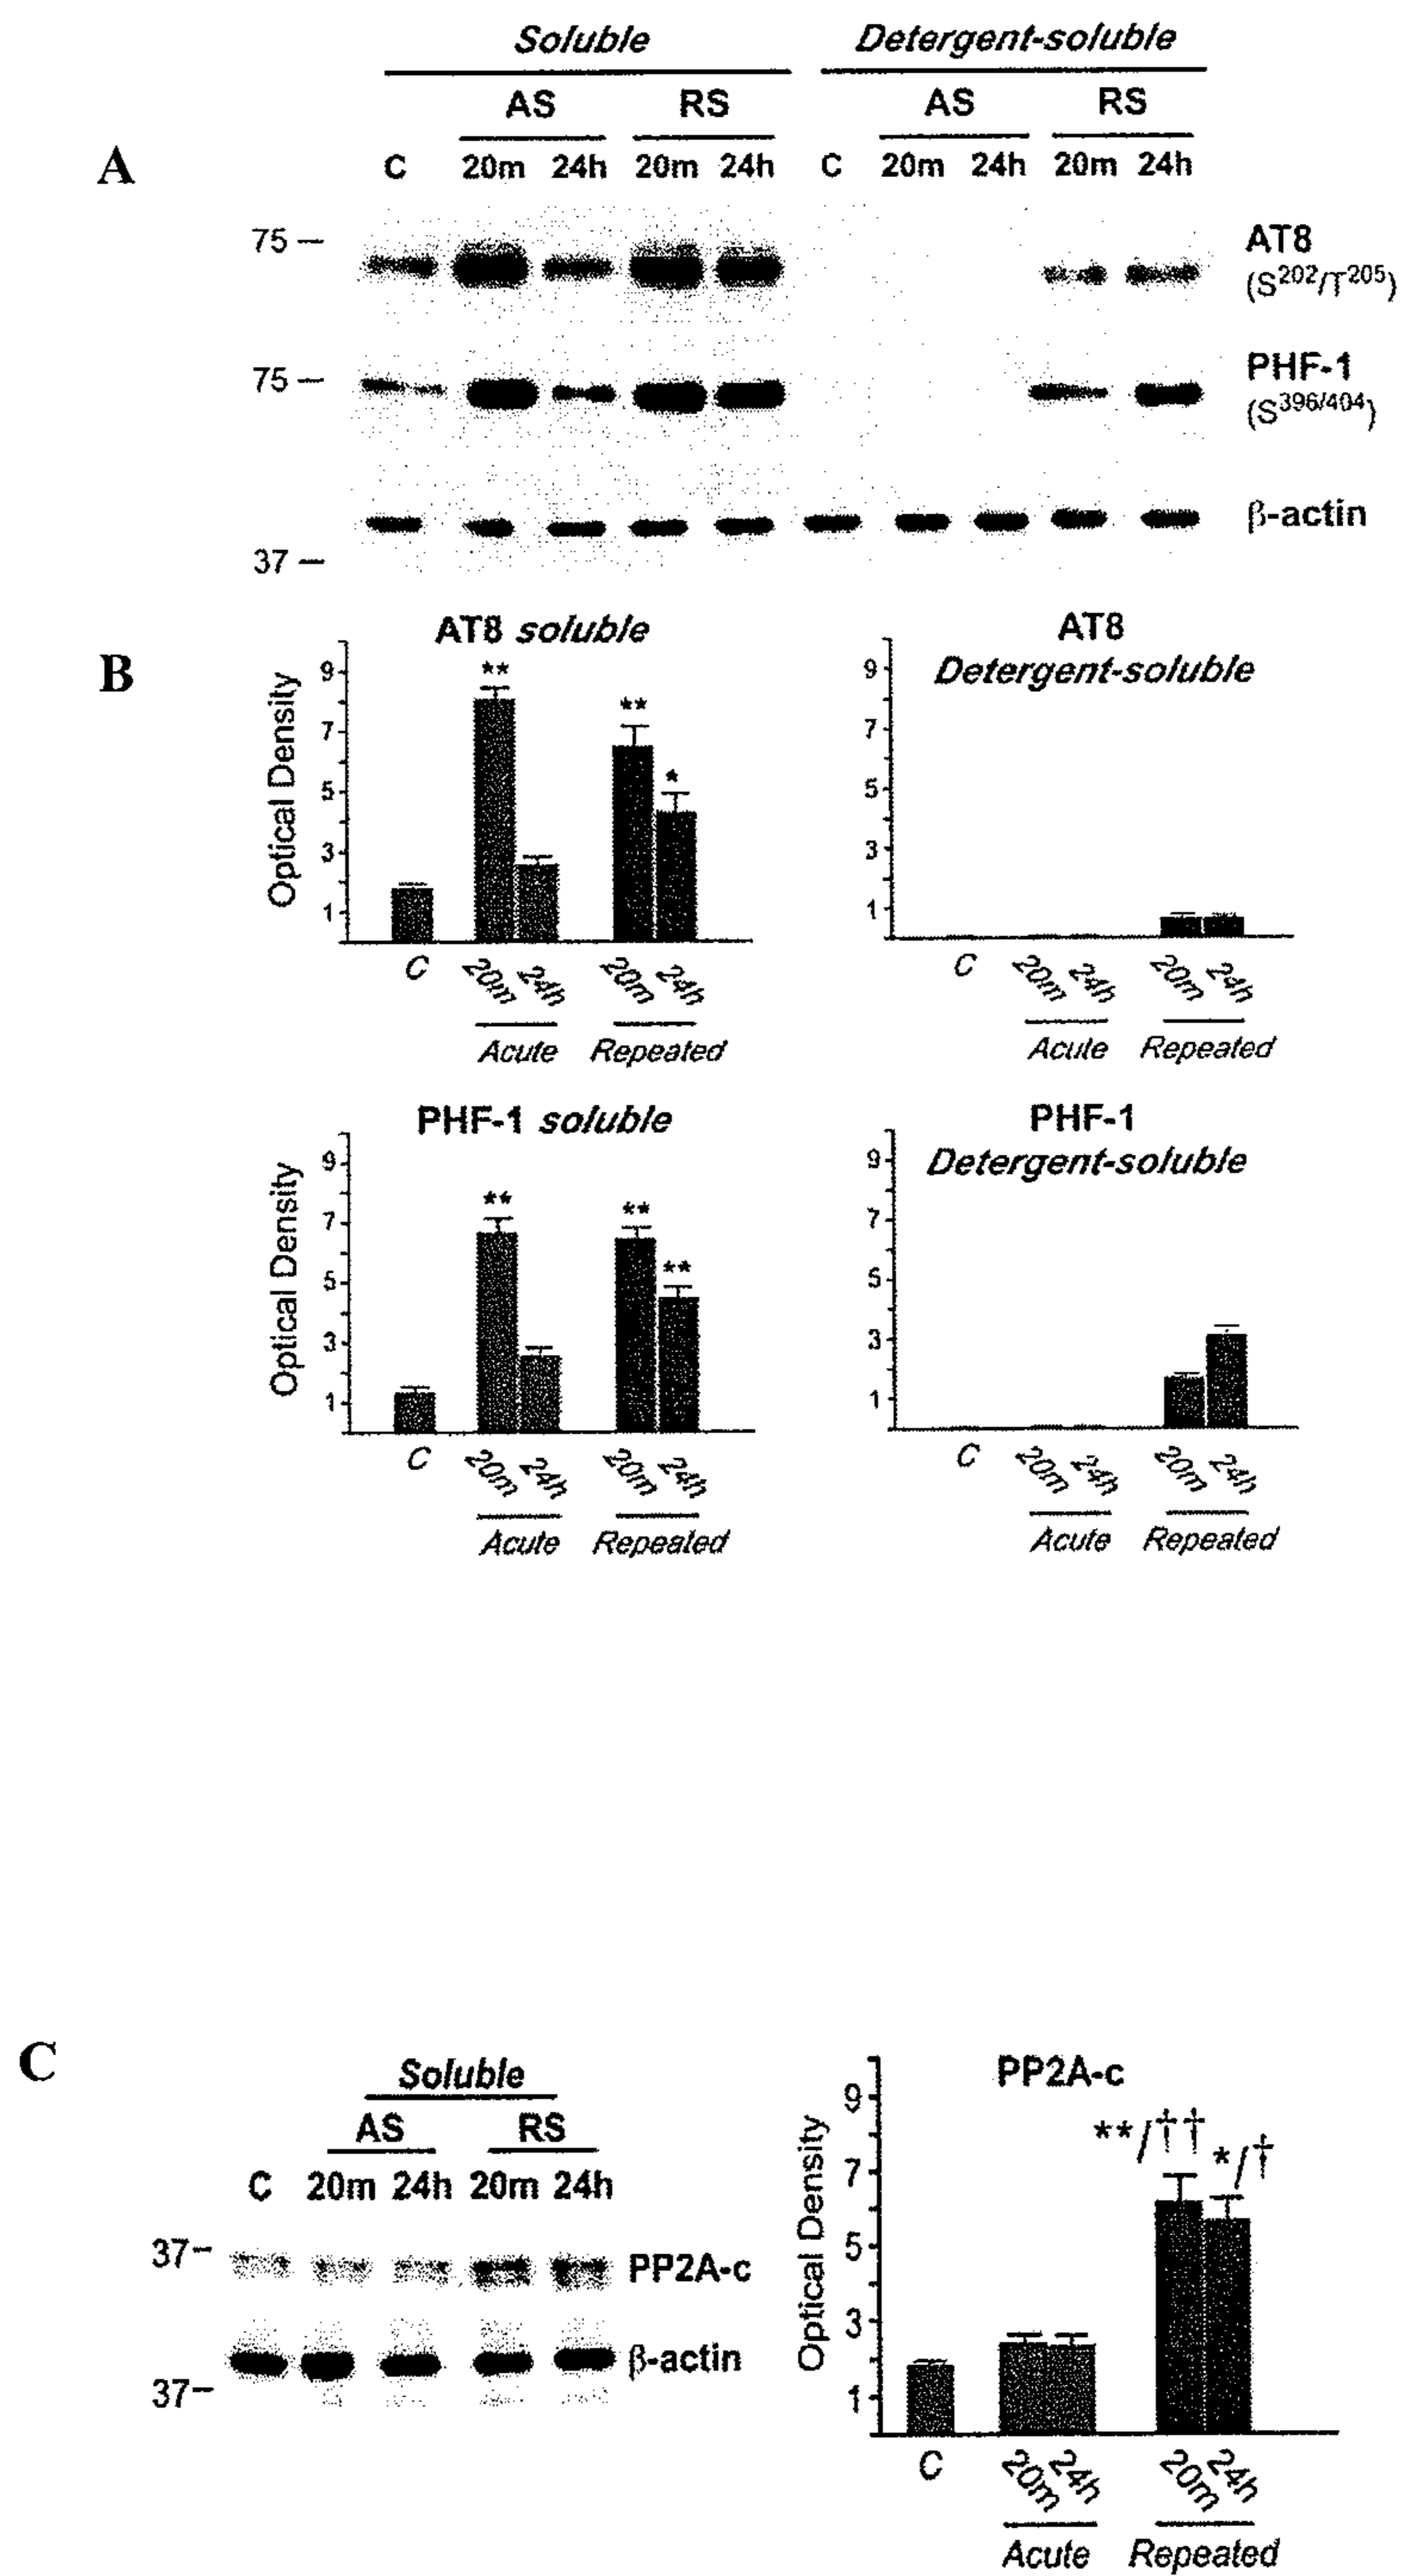 Soluble Detergent-soluble
AS RS AS RS
A C 20m 24h 20m 24h C 20m 24h 20m 24h
75 – AT8
(S202/T205)
75 – PHF-1
(S396/404)
β-actin
37 –
B AT8 soluble AT8
Detergent-soluble
Optical Density
9 9
7 7
5 5
3 3
1 1
** ** *
C 20m 24h 20m 24h C 20m 24h 20m 24h
Acute Repeated Acute Repeated
PHF-1 soluble PHF-1
Detergent-soluble
Optical Density
9 9
7 7
5 5
3 3
1 1
** ** **
C 20m 24h 20m 24h C 20m 24h 20m 24h
Acute Repeated Acute Repeated
C
Soluble
AS RS
C 20m 24h 20m 24h
37– PP2A-c
β-actin
37–
PP2A-c
Optical Density
9
7
5
3
1
**/†† */†
C 20m 24h 20m 24h
Acute Repeated